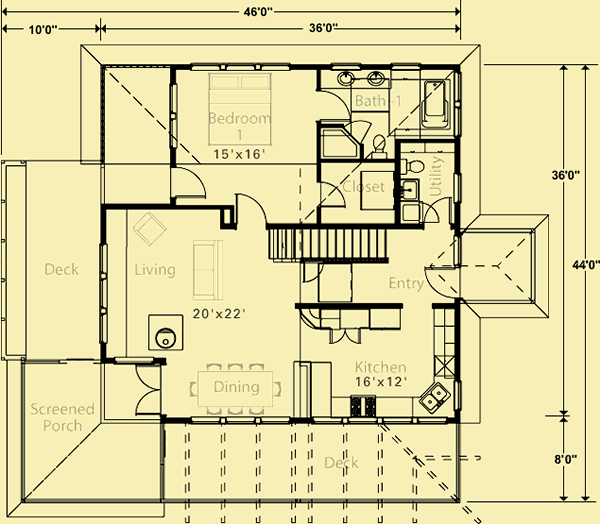 46'0"
10'0"
36'0"
Bedroom
1
15'x16'
Bath-1
Closet
Utility
36'0"
44'0"
Deck
Living
Entry
20'x22'
Kitchen
16'x12'
Dining
Screened
Porch
Deck
8'0"